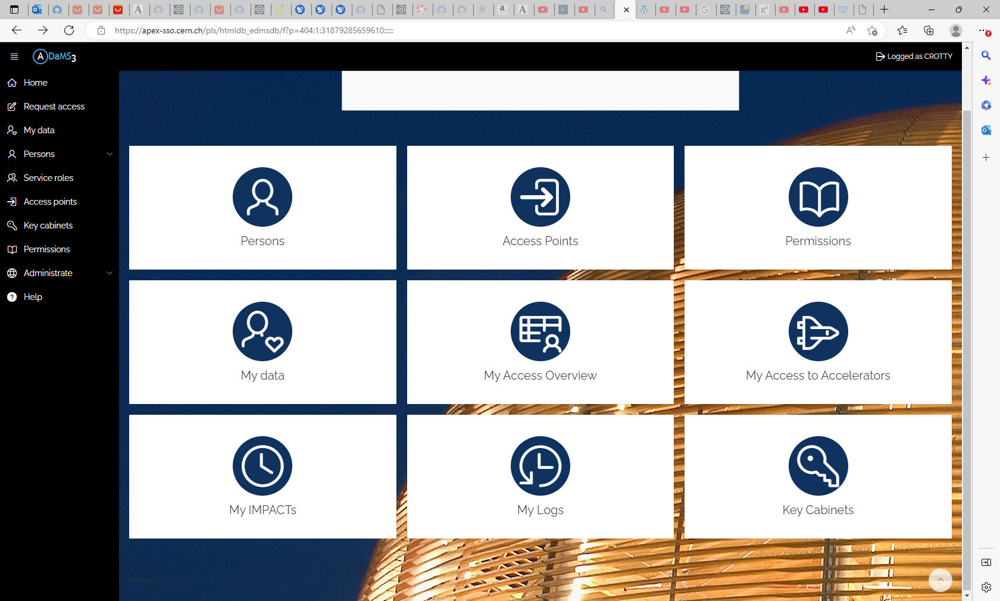 https://apex-sso.cern.ch/pls/htmldb_edmsdb/f?p=404:1:31879285659610:::::
ADaMS3
Logged as CROTTY
Home
Request access
My data
Persons
Service roles
Access points
Key cabinets
Permissions
Administrate
Help
Persons
Access Points
Permissions
My data
My Access Overview
My Access to Accelerators
My IMPACTs
My Logs
Key Cabinets